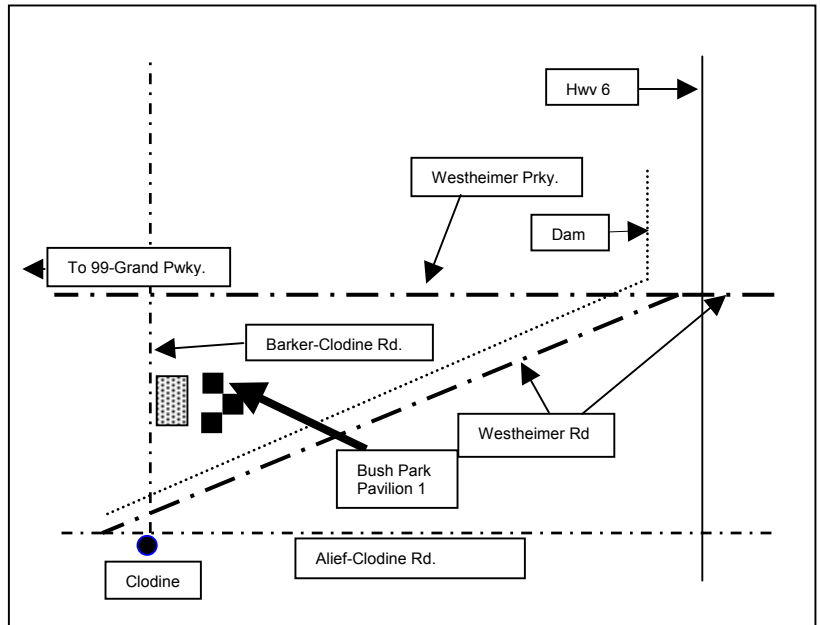 Hwv 6
Westheimer Prky.
Dam
To 99-Grand Pwky.
Barker-Clodine Rd.
Westheimer Rd
Bush Park
Pavilion 1
Alief-Clodine Rd.
Clodine